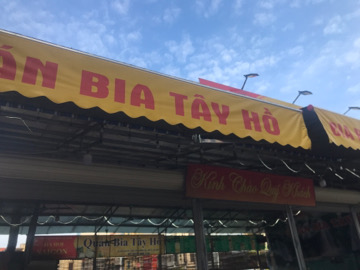 ÁN BIA TÂY HỒ
Kính Chào Quý Khách
Quán Bia Tây Hồ